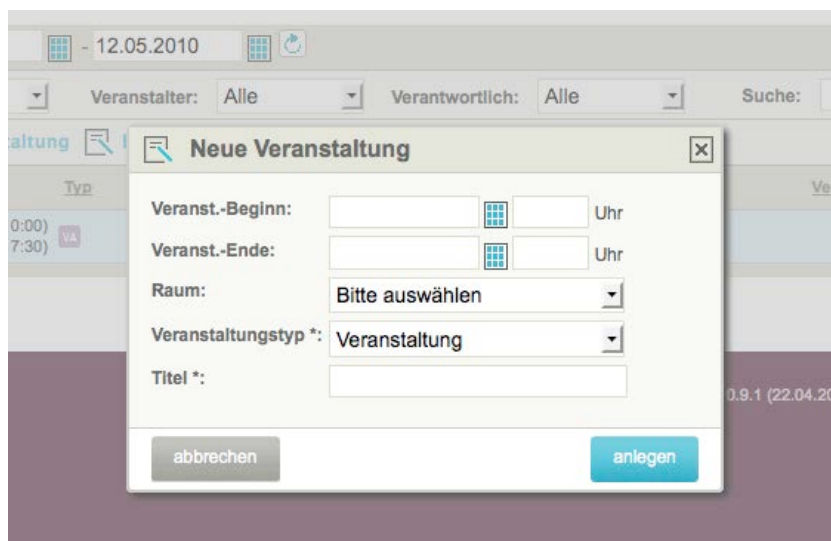 - 12.05.2010
Veranstalter: Alle Verantwortlich: Alle Suche:
altung
Neue Veranstaltung
Typ
0:00)
7:30) VA
Veranst.-Beginn: Uhr
Veranst.-Ende: Uhr
Raum: Bitte auswählen
Veranstaltungstyp *: Veranstaltung
Titel *:
0.9.1 (22.04.20
abbrechen anlegen